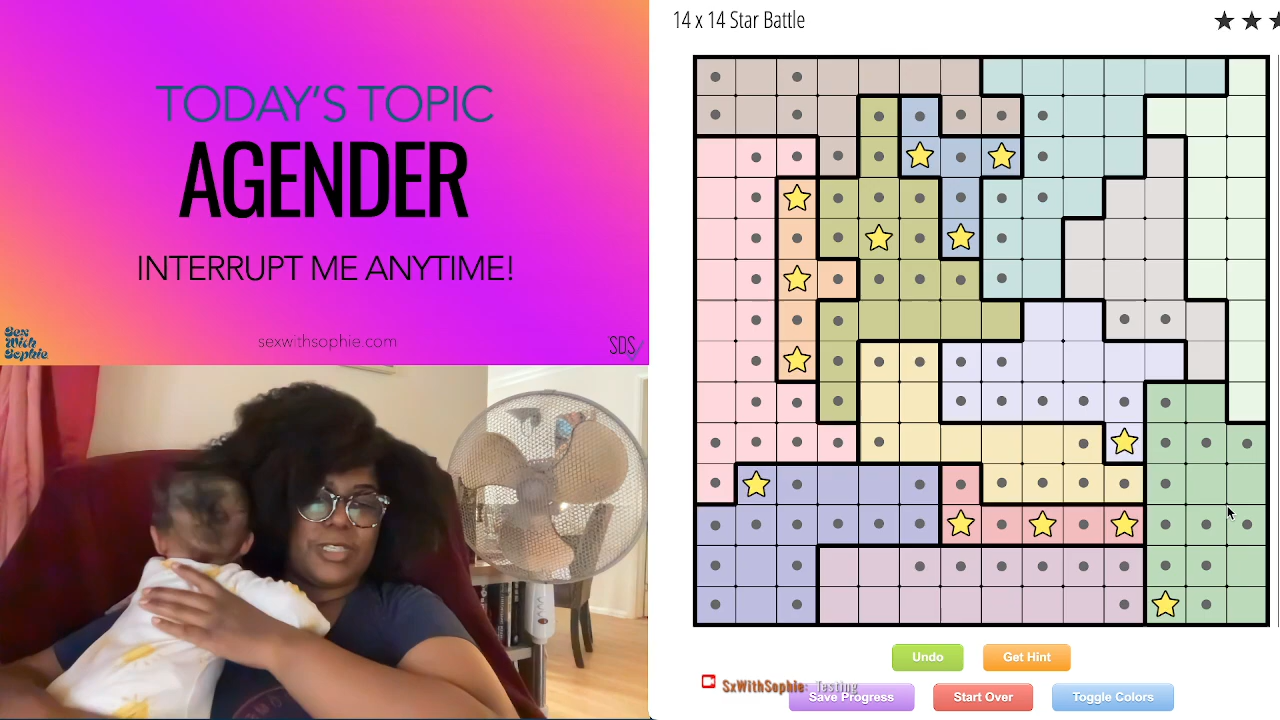 14 x 14 Star Battle
TODAY'S TOPIC
AGENDER
INTERRUPT ME ANYTIME!
Sex
With
Sophie
sexwithsophie.com
SDS
Undo
Get Hint
SxWithSophie: Testing
Save Progress
Start Over
Toggle Colors